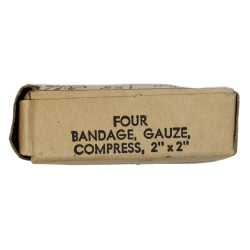 FOUR
BANDAGE, GAUZE,
COMPRESS, 2" x 2"